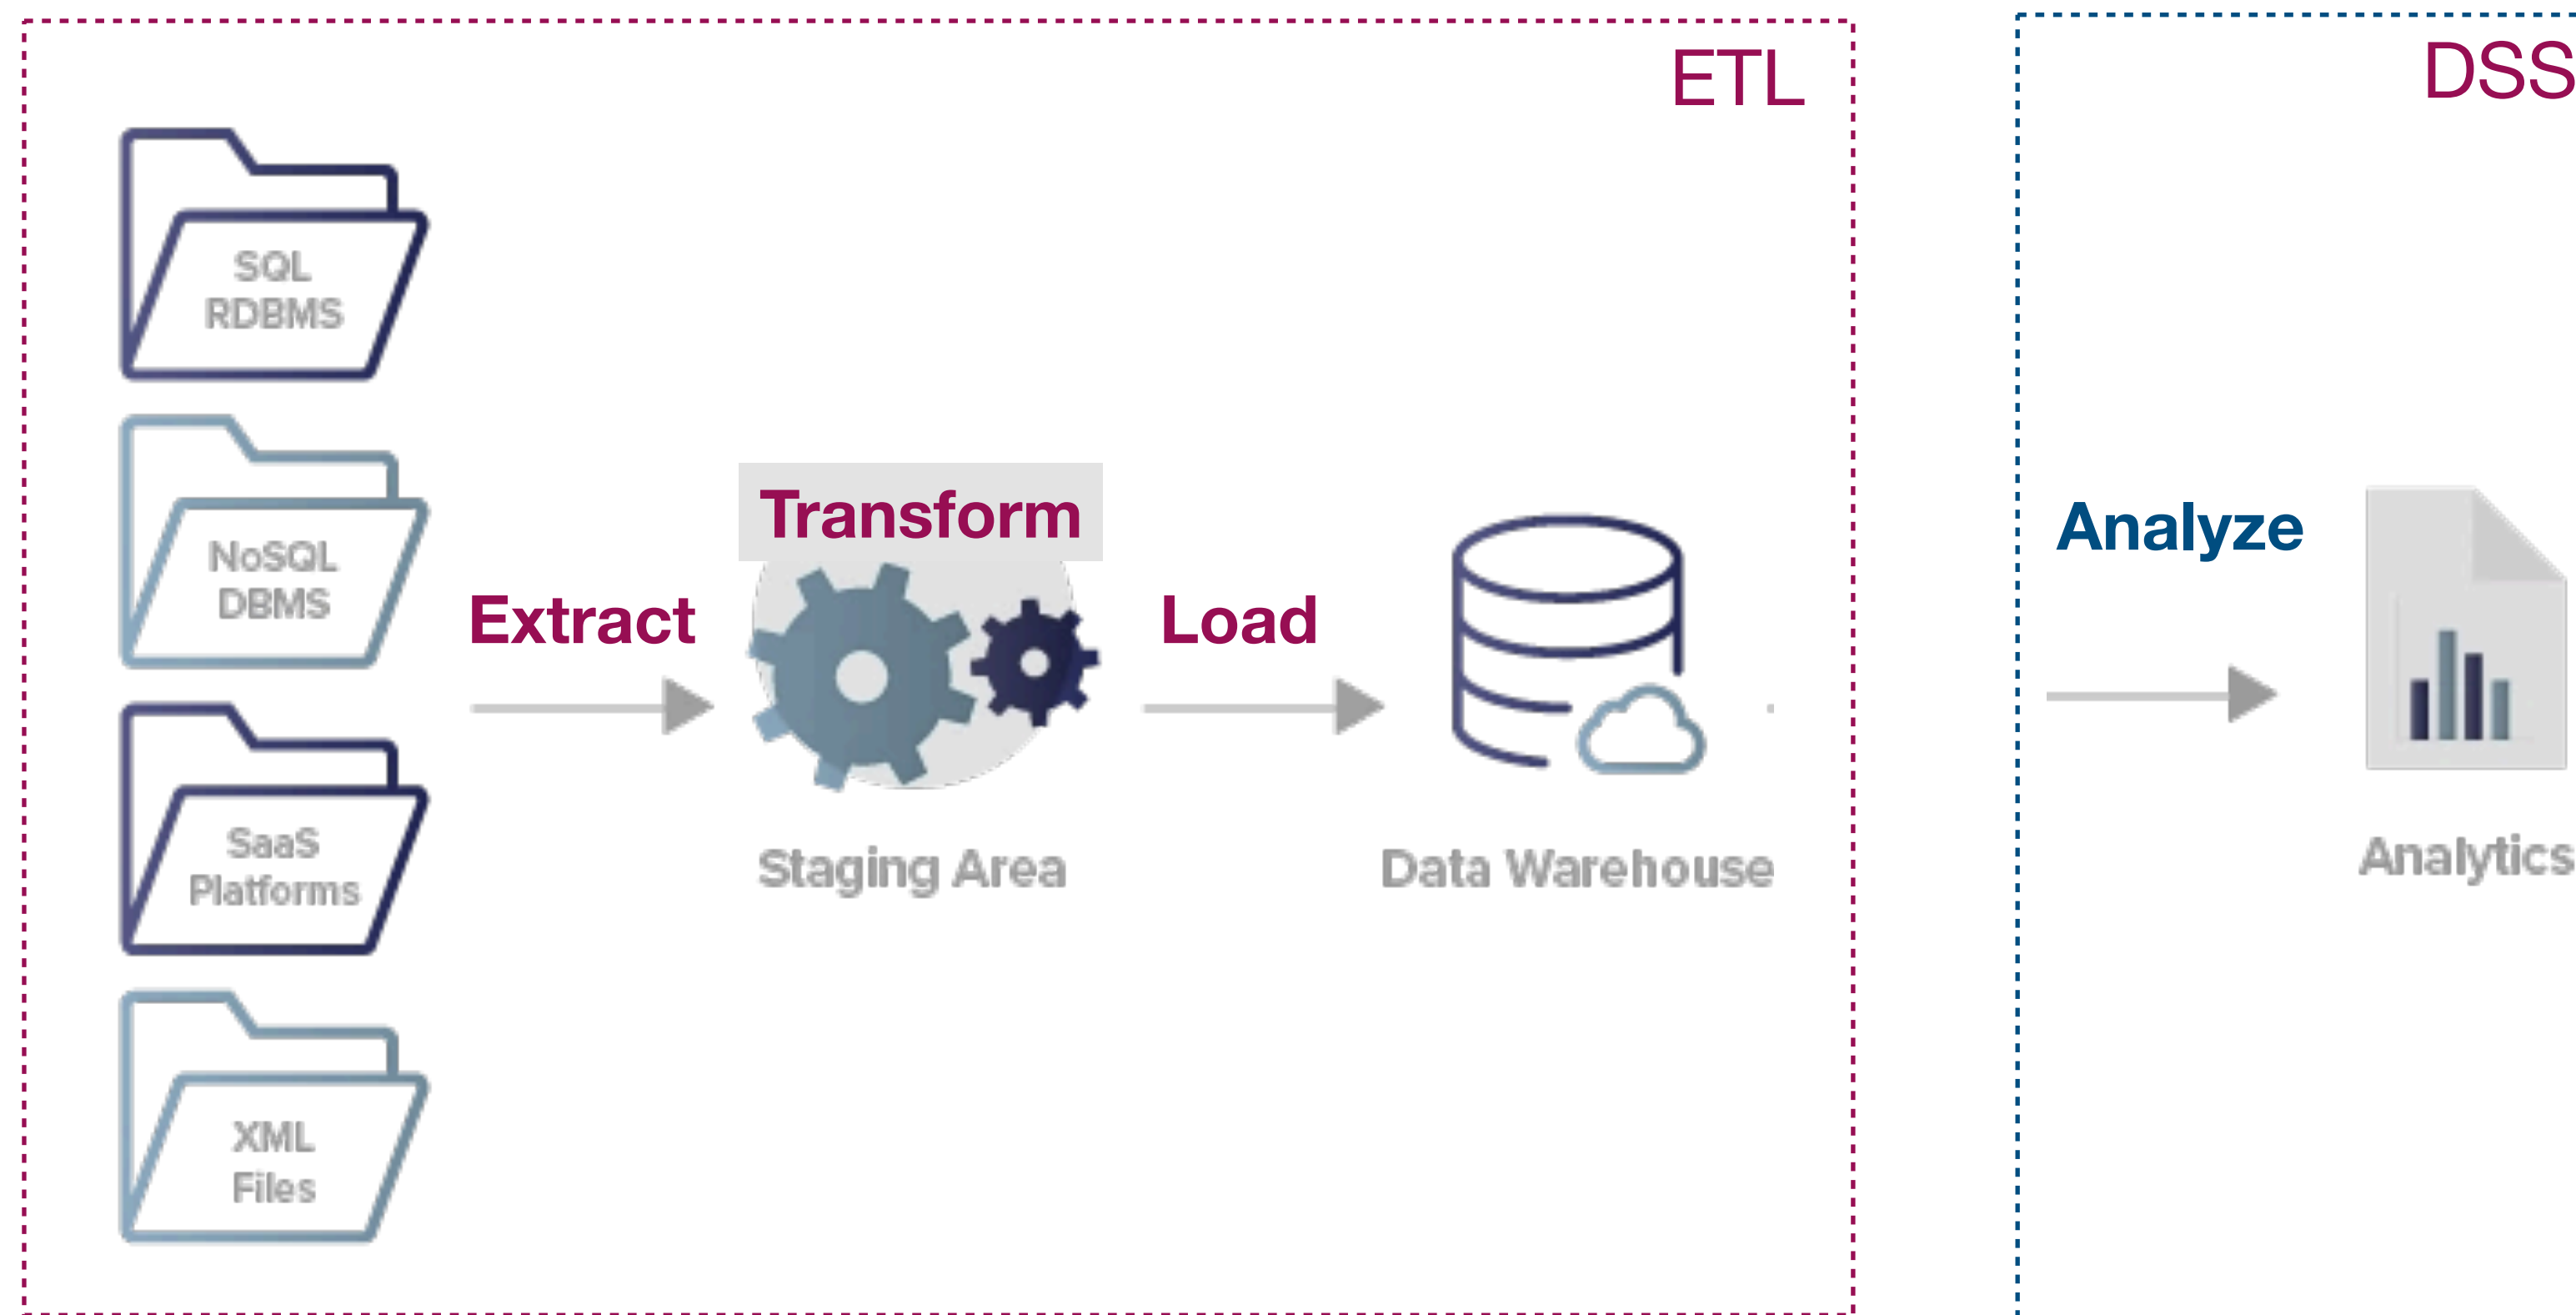 ETL
DSS
SQL
RDBMS
NoSQL
DBMS
SaaS
Platforms
XML
Files
Extract
Transform
Staging Area
Load
Data Warehouse
Analyze
Analytics